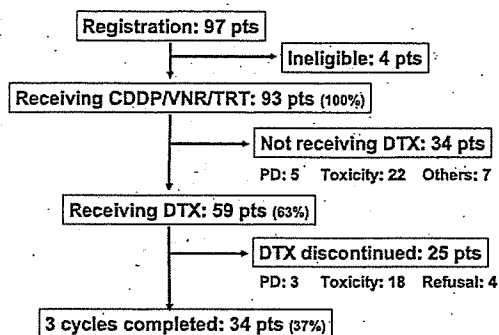 Registration: 97 pts
Ineligible: 4 pts
Receiving CDDP/VNR/TRT: 93 pts (100%)
Not receiving DTX: 34 pts
PD: 5 Toxicity: 22 Others: 7
Receiving DTX: 59 pts (63%)
DTX discontinued: 25 pts
PD: 3 Toxicity: 18 Refusal: 4
3 cycles completed: 34 pts (37%)